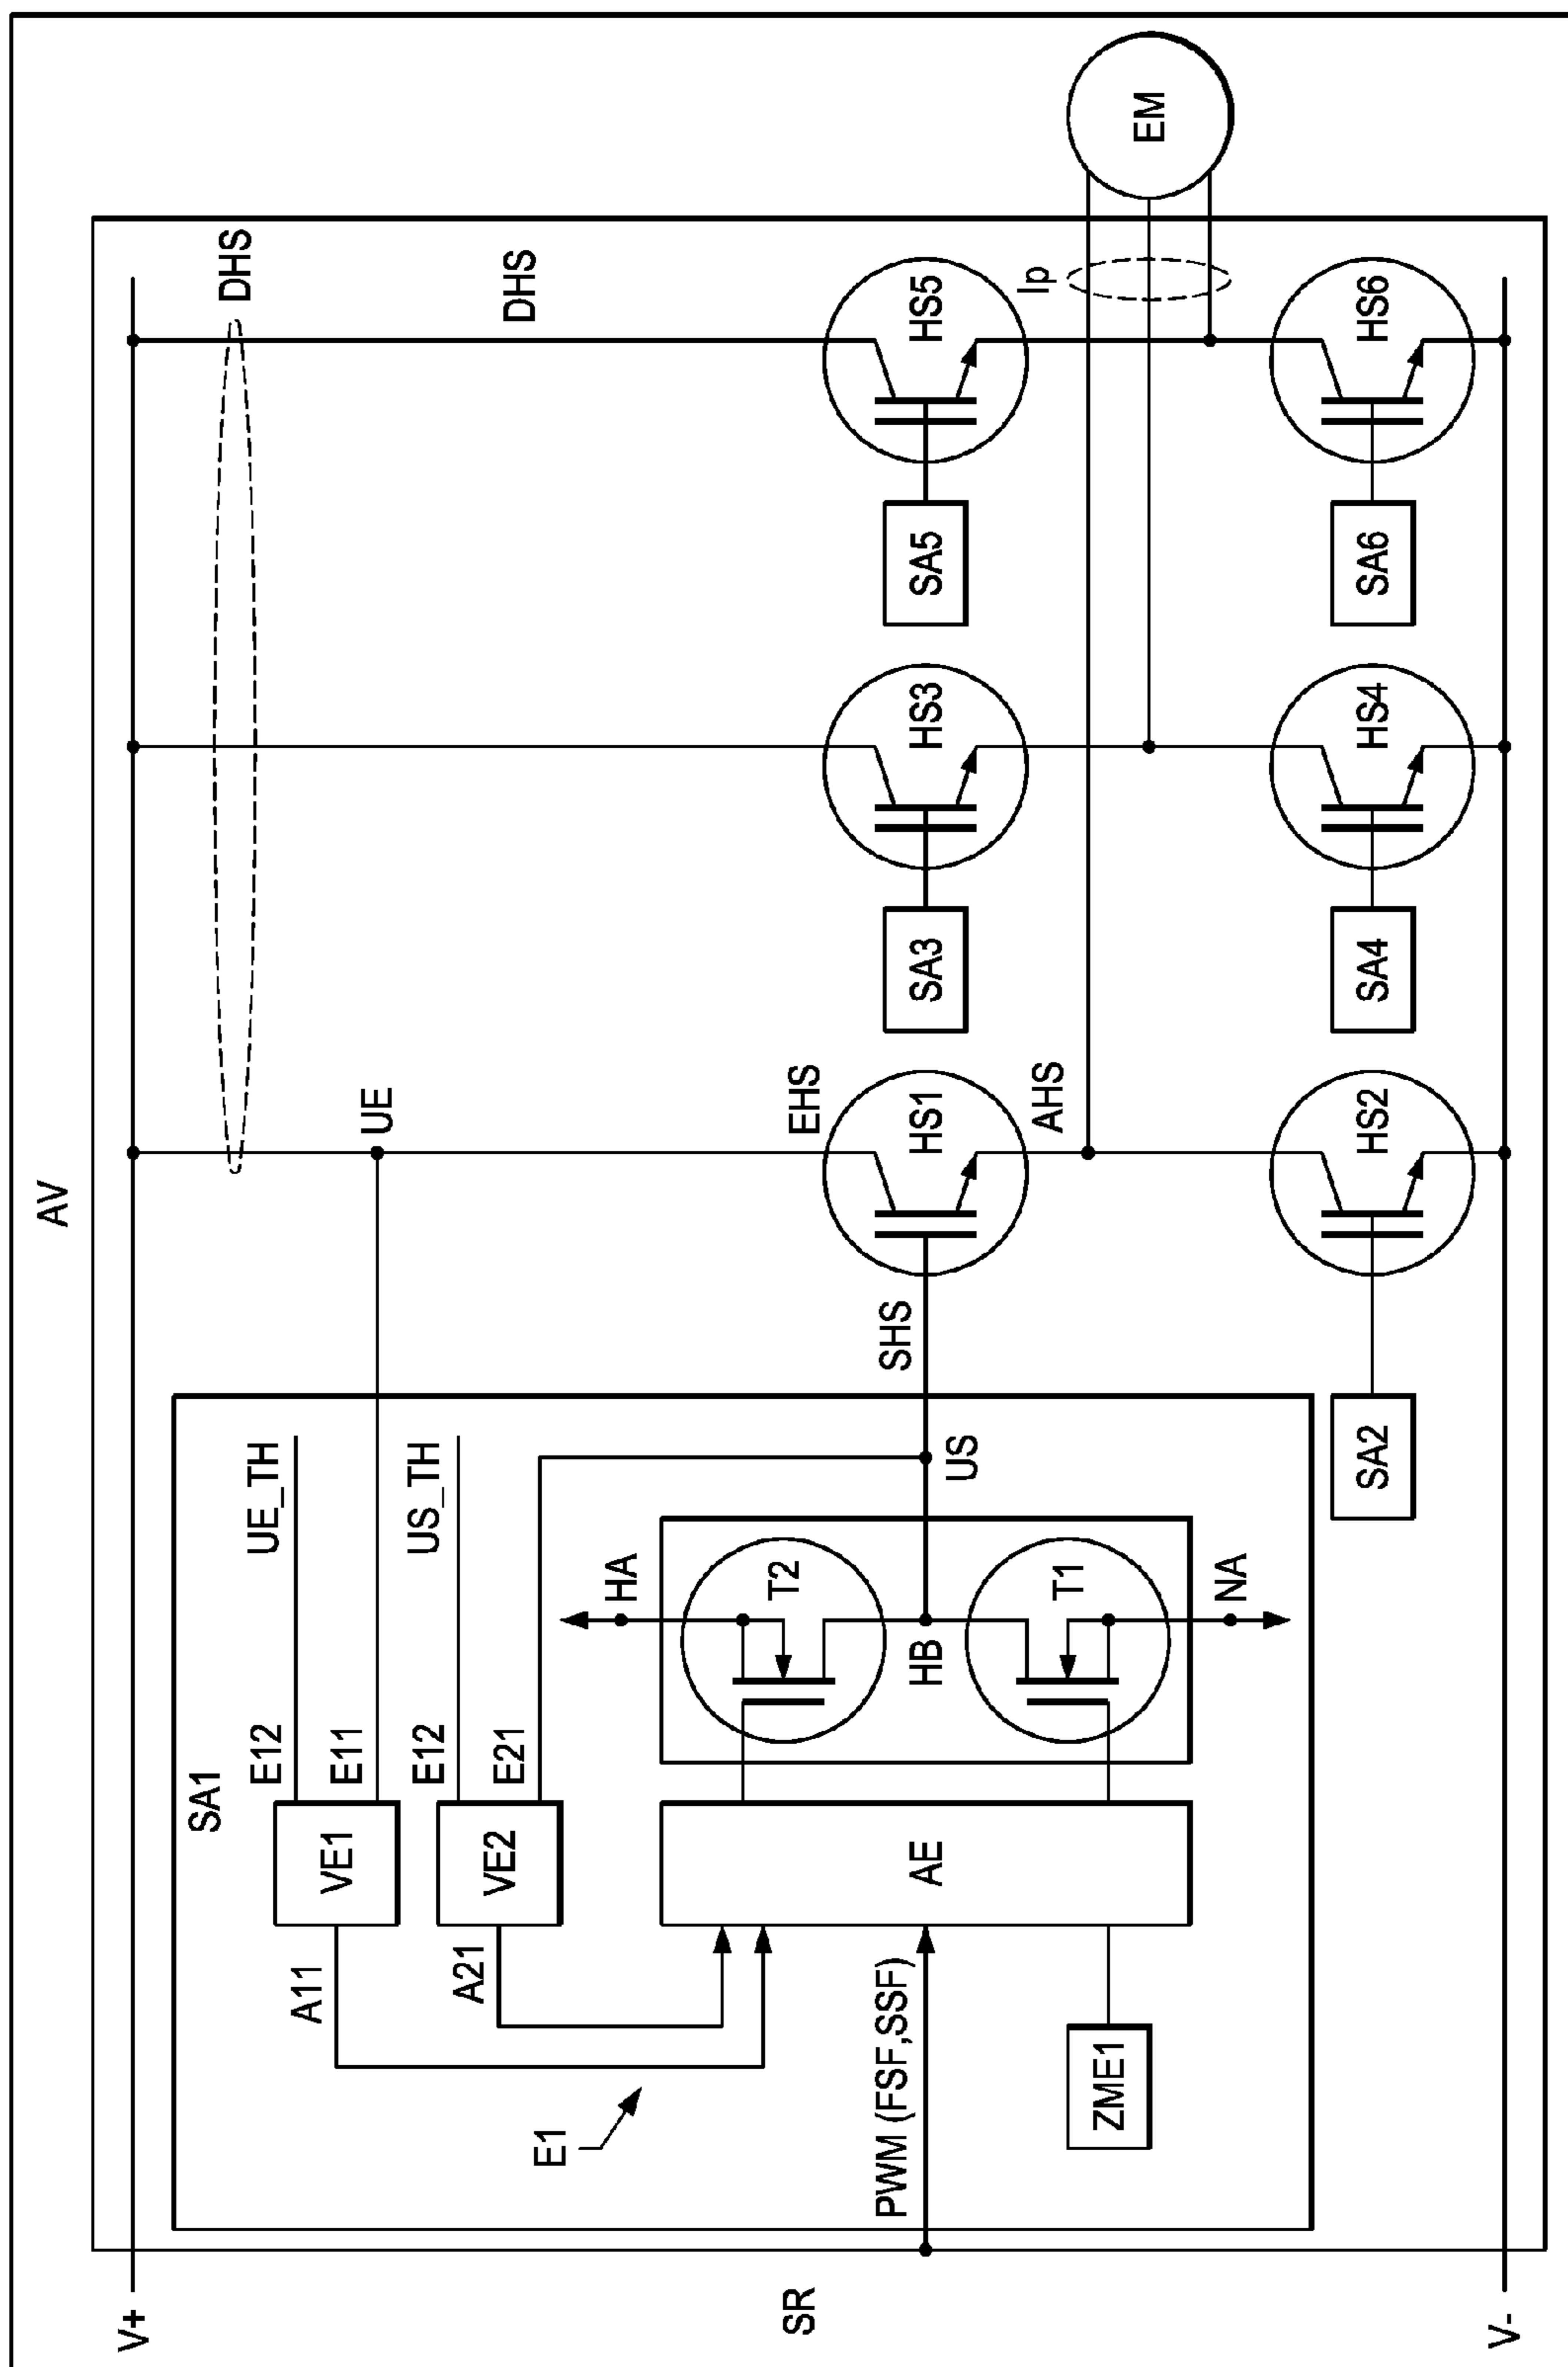 AV
V+
DHS
UE
DHS
SA1
E12
UE_TH
VE1
E11
A11
E12
US_TH
VE2
E21
A21
E1
HA
T2
EHS
SA3
HS3
SA5
HS5
SR
PWM (FSF,SSF)
AE
HB
US
SHS
HS1
Ip
EM
AHS
ZME1
T1
NA
SA2
HS2
SA4
HS4
SA6
HS6
V-